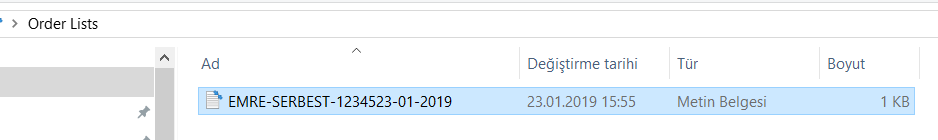 Order Lists
Ad Değiştirme tarihi Tür Boyut
EMRE-SERBEST-1234523-01-2019 23.01.2019 15:55 Metin Belgesi 1 KB